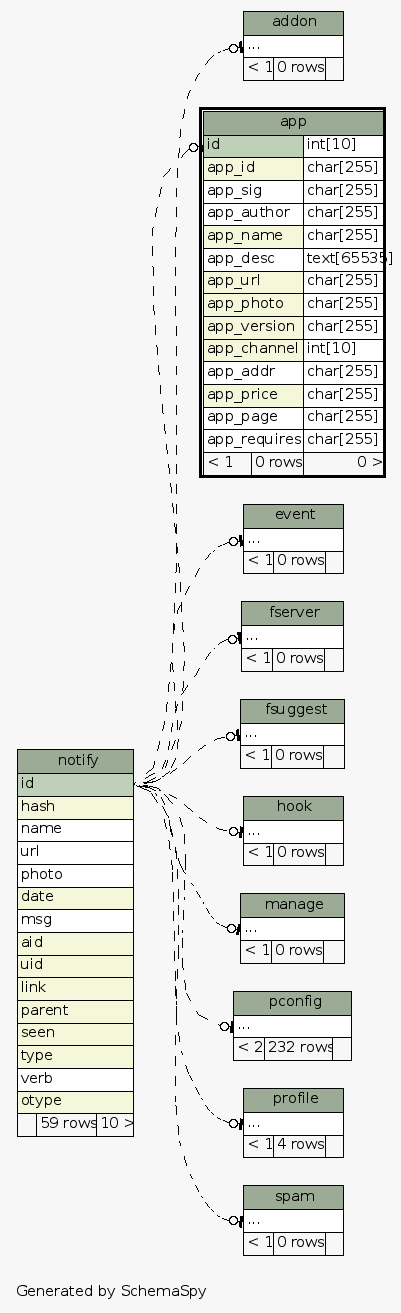 addon
...
< 1 0 rows
app
id int[10]
app_id char[255]
app_sig char[255]
app_author char[255]
app_name char[255]
app_desc text[65535]
app_url char[255]
app_photo char[255]
app_version char[255]
app_channel int[10]
app_addr char[255]
app_price char[255]
app_page char[255]
app_requires char[255]
< 1 0 rows 0 >
event
...
< 1 0 rows
fserver
...
< 1 0 rows
fsuggest
...
< 1 0 rows
notify
id
hash
name
url
photo
date
msg
aid
uid
link
parent
seen
type
verb
otype
59 rows 10 >
hook
...
< 1 0 rows
manage
...
< 1 0 rows
pconfig
...
< 2 232 rows
profile
...
< 1 4 rows
spam
...
< 1 0 rows
Generated by SchemaSpy